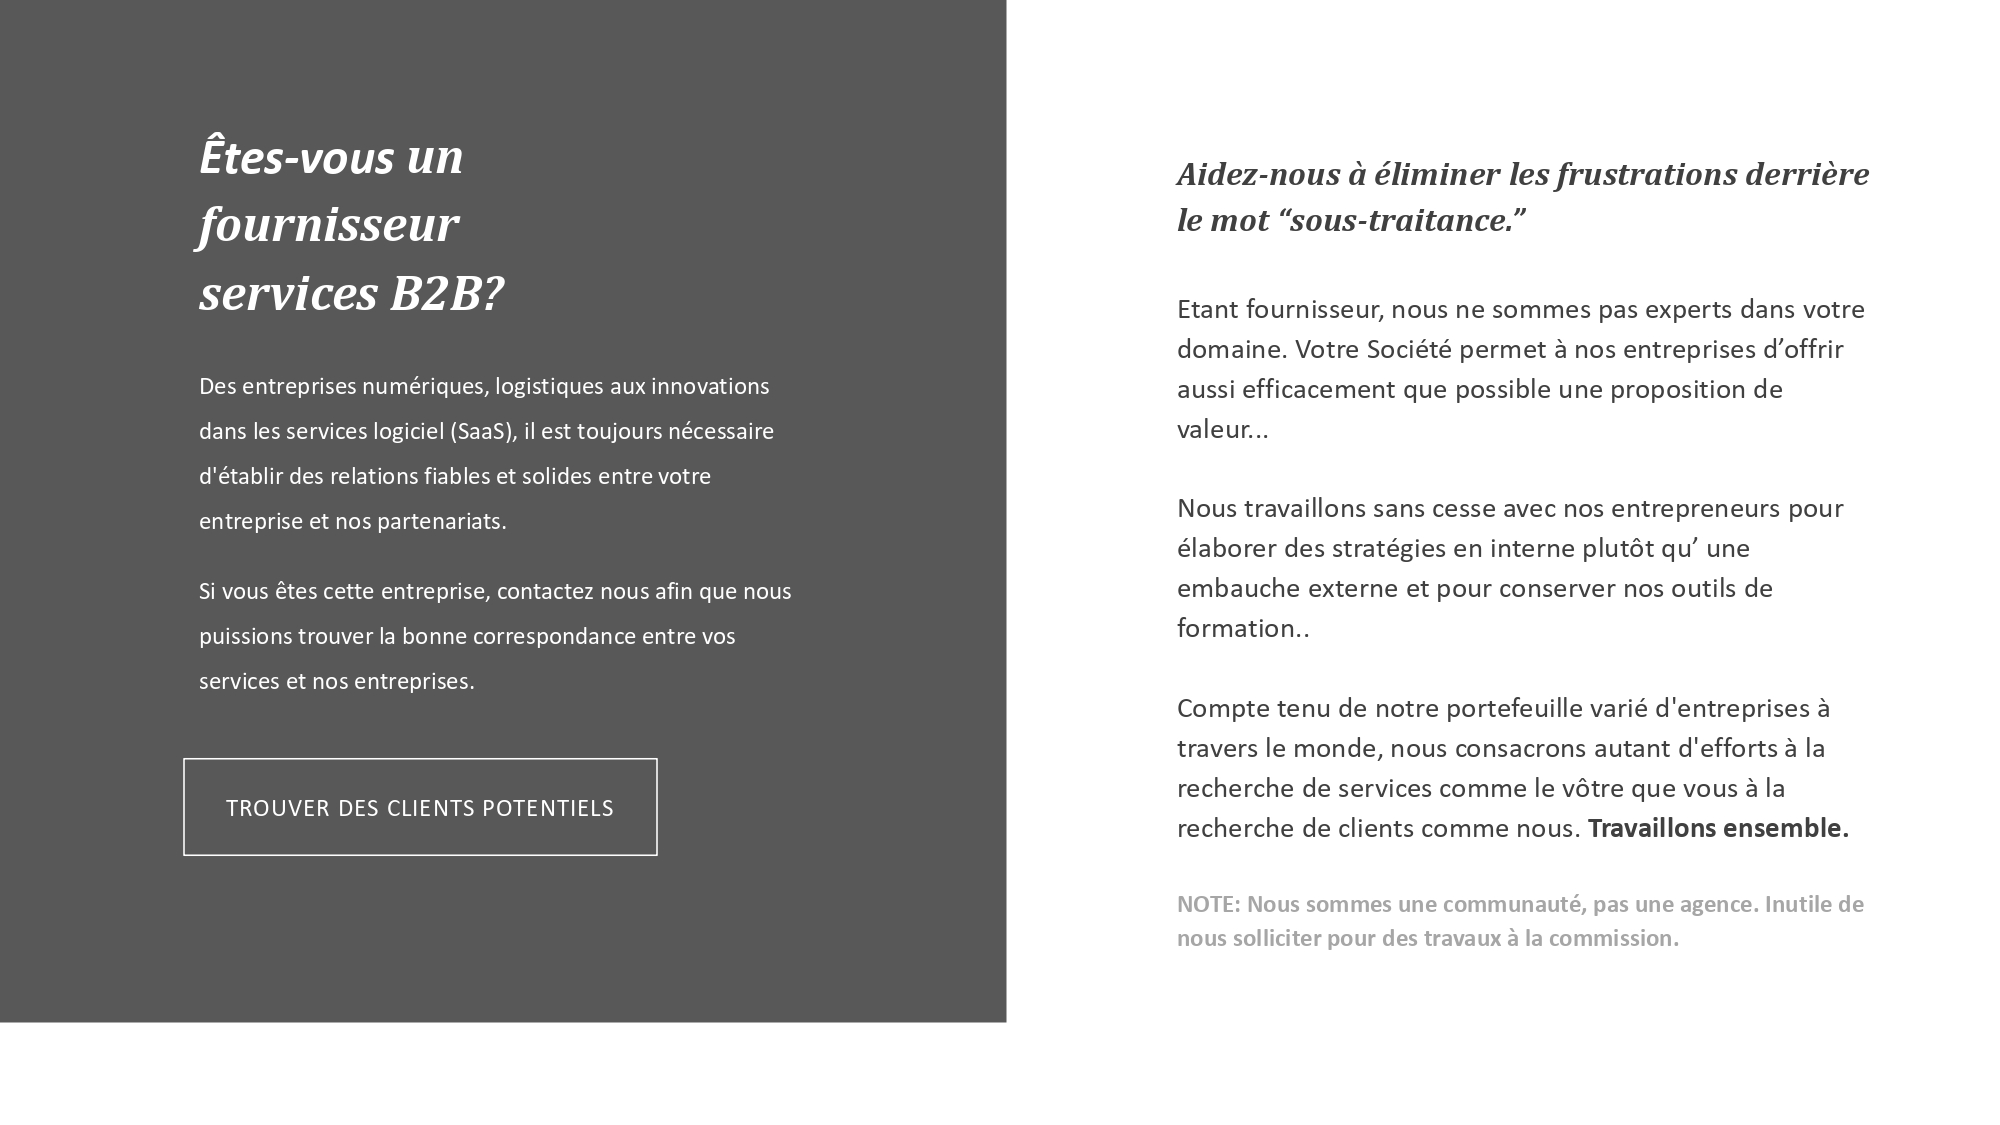 Êtes-vous un
fournisseur
services B2B?
Des entreprises numériques, logistiques aux innovations
dans les services logiciel (SaaS), il est toujours nécessaire
d'établir des relations fiables et solides entre votre
entreprise et nos partenariats.
Si vous êtes cette entreprise, contactez nous afin que nous
puissions trouver la bonne correspondance entre vos
services et nos entreprises.
TROUVER DES CLIENTS POTENTIELS
Aidez-nous à éliminer les frustrations derrière
le mot “sous-traitance.”
Etant fournisseur, nous ne sommes pas experts dans votre
domaine. Votre Société permet à nos entreprises d’offrir
aussi efficacement que possible une proposition de
valeur...
Nous travaillons sans cesse avec nos entrepreneurs pour
élaborer des stratégies en interne plutôt qu’ une
embauche externe et pour conserver nos outils de
formation..
Compte tenu de notre portefeuille varié d'entreprises à
travers le monde, nous consacrons autant d'efforts à la
recherche de services comme le vôtre que vous à la
recherche de clients comme nous. Travaillons ensemble.
NOTE: Nous sommes une communauté, pas une agence. Inutile de
nous solliciter pour des travaux à la commission.